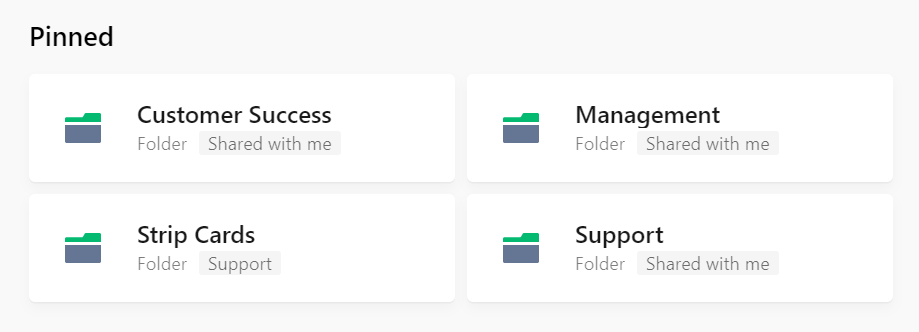 Pinned
Customer Success
Folder Shared with me
Management
Folder Shared with me
Strip Cards
Folder Support
Support
Folder Shared with me